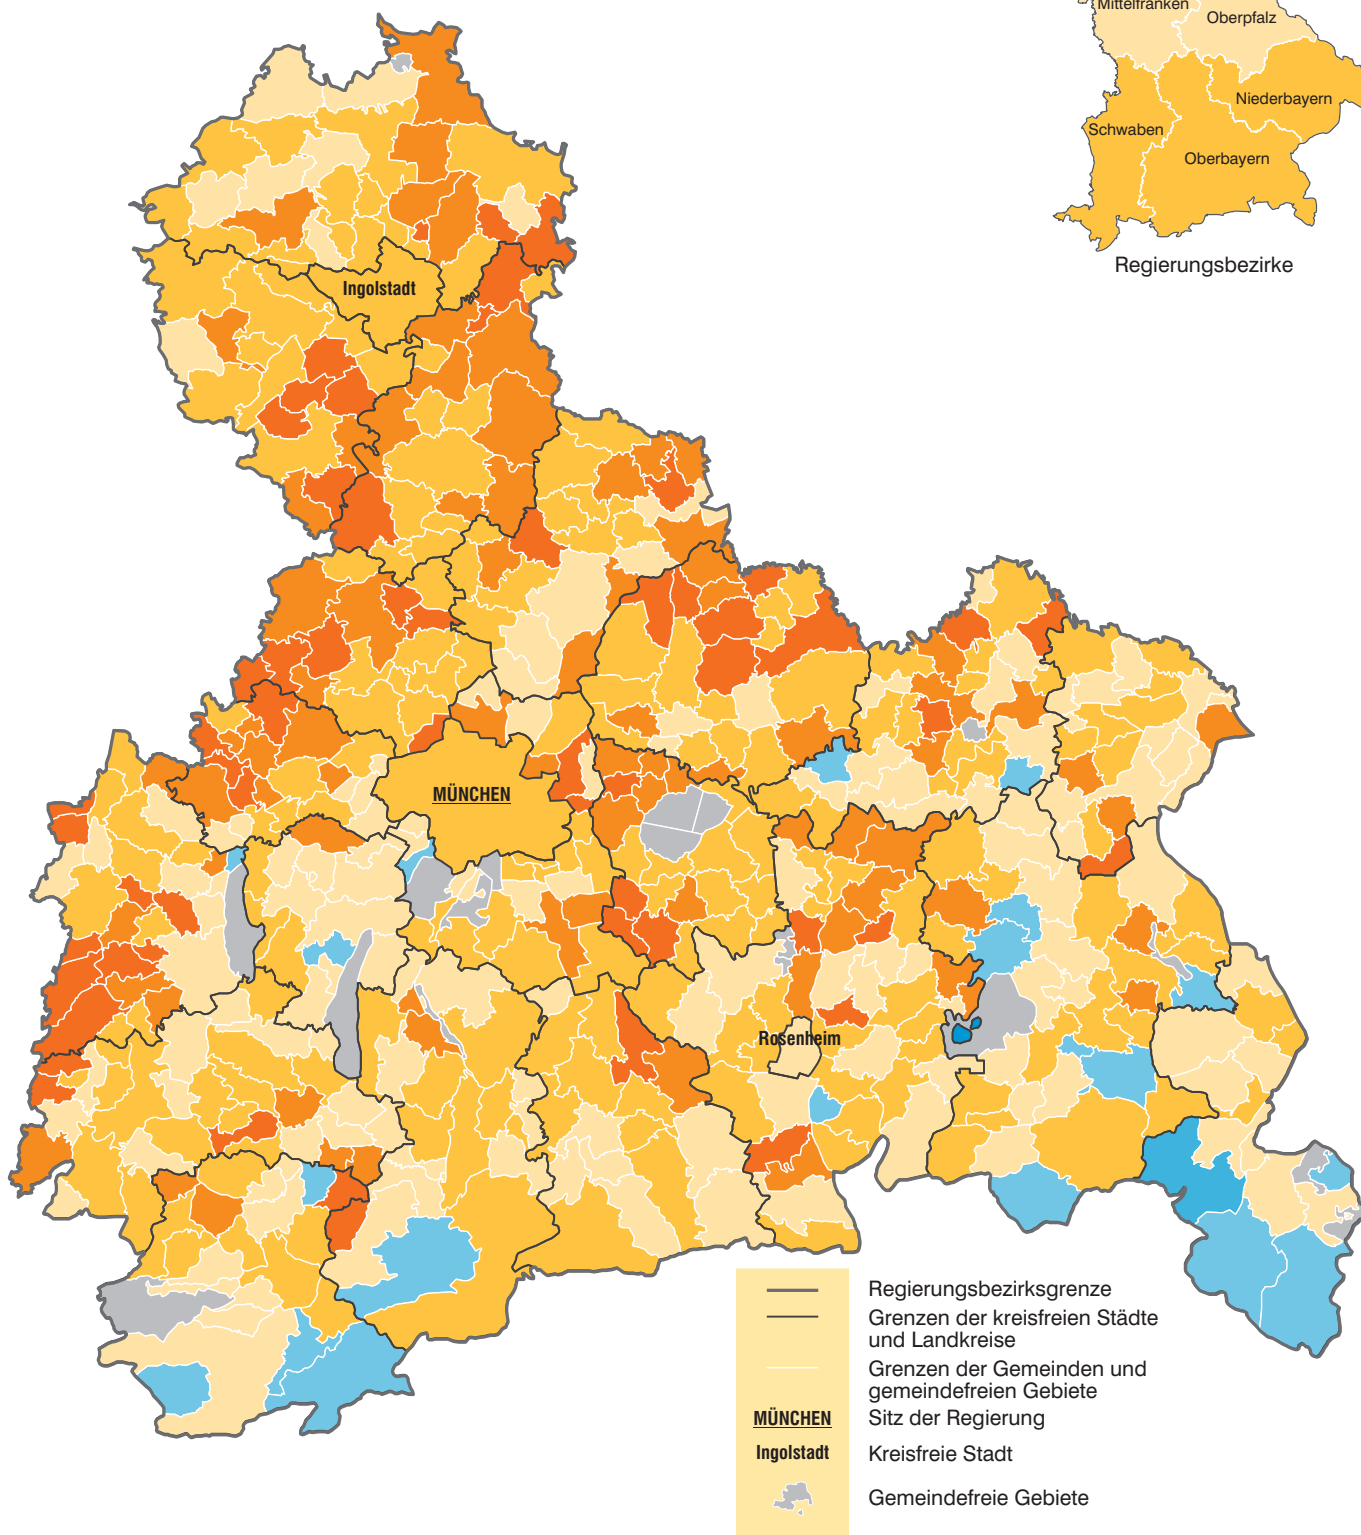 Mittelfranken
Oberpfalz
Niederbayern
Schwaben
Oberbayern
Regierungsbezirke
Ingolstadt
MÜNCHEN
Rosenheim
Regierungsbezirksgrenze
Grenzen der kreisfreien Städte
und Landkreise
Grenzen der Gemeinden und
gemeindefreien Gebiete
MÜNCHEN Sitz der Regierung
Ingolstadt Kreisfreie Stadt
Gemeindefreie Gebiete